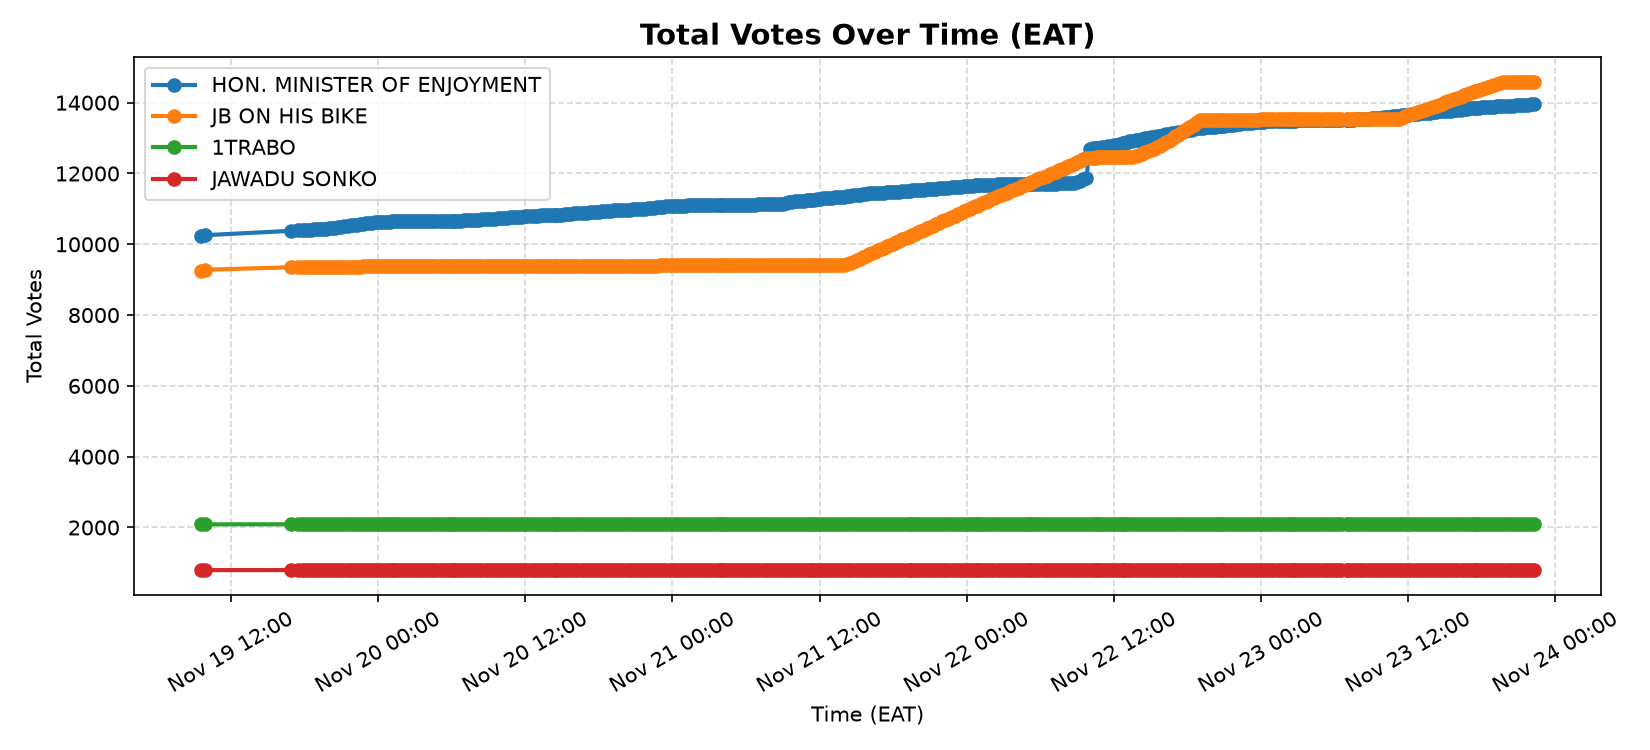 Total Votes Over Time (EAT)
HON. MINISTER OF ENJOYMENT
JB ON HIS BIKE
1TRABO
JAWADU SONKO
Total Votes
14000
12000
10000
8000
6000
4000
2000
Nov 19 12:00
Nov 20 00:00
Nov 20 12:00
Nov 21 00:00
Nov 21 12:00
Nov 22 00:00
Nov 22 12:00
Nov 23 00:00
Nov 23 12:00
Nov 24 00:00
Time (EAT)